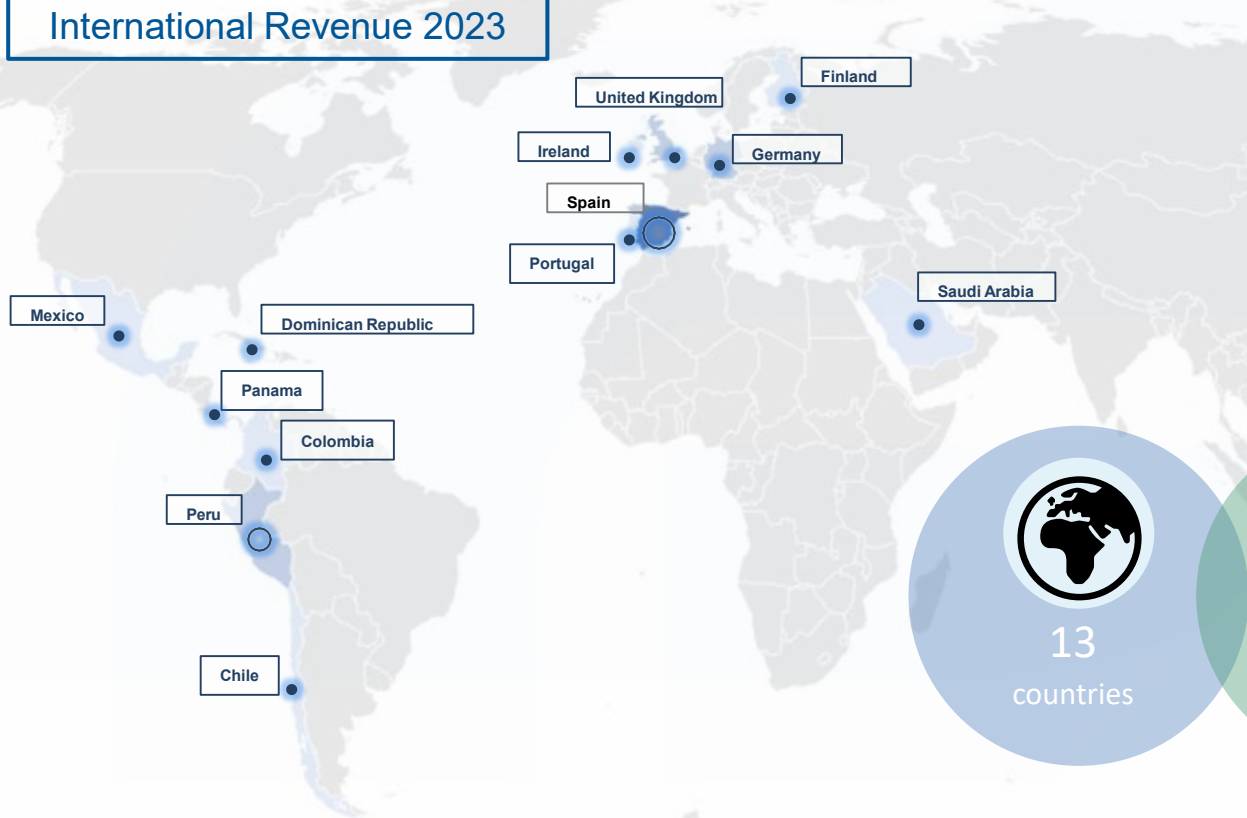 International Revenue 2023
Finland
United Kingdom
Ireland
Germany
Spain
Portugal
Saudi Arabia
Mexico
Dominican Republic
Panama
Colombia
Peru
Chile
13
countries